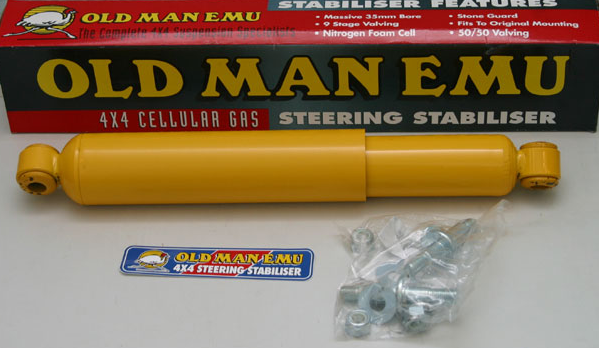 OLD MAN EMU
The Complete 4X4 Suspension Specialists
STABILISER FEATURES
• Massive 35mm Bore
• 9 Stage Valving
• Nitrogen Foam Cell
• Stone Guard
• Fits To Original Mounting
• 50/50 Valving
OLD MAN EMU
4X4 CELLULAR GAS
STEERING STABILISER
OLD MAN EMU
4X4 STEERING STABILISER